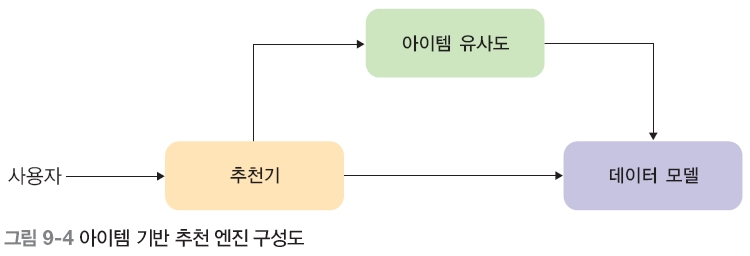 아이템 유사도
사용자
추천기
데이터 모델
그림 9-4 아이템 기반 추천 엔진 구성도